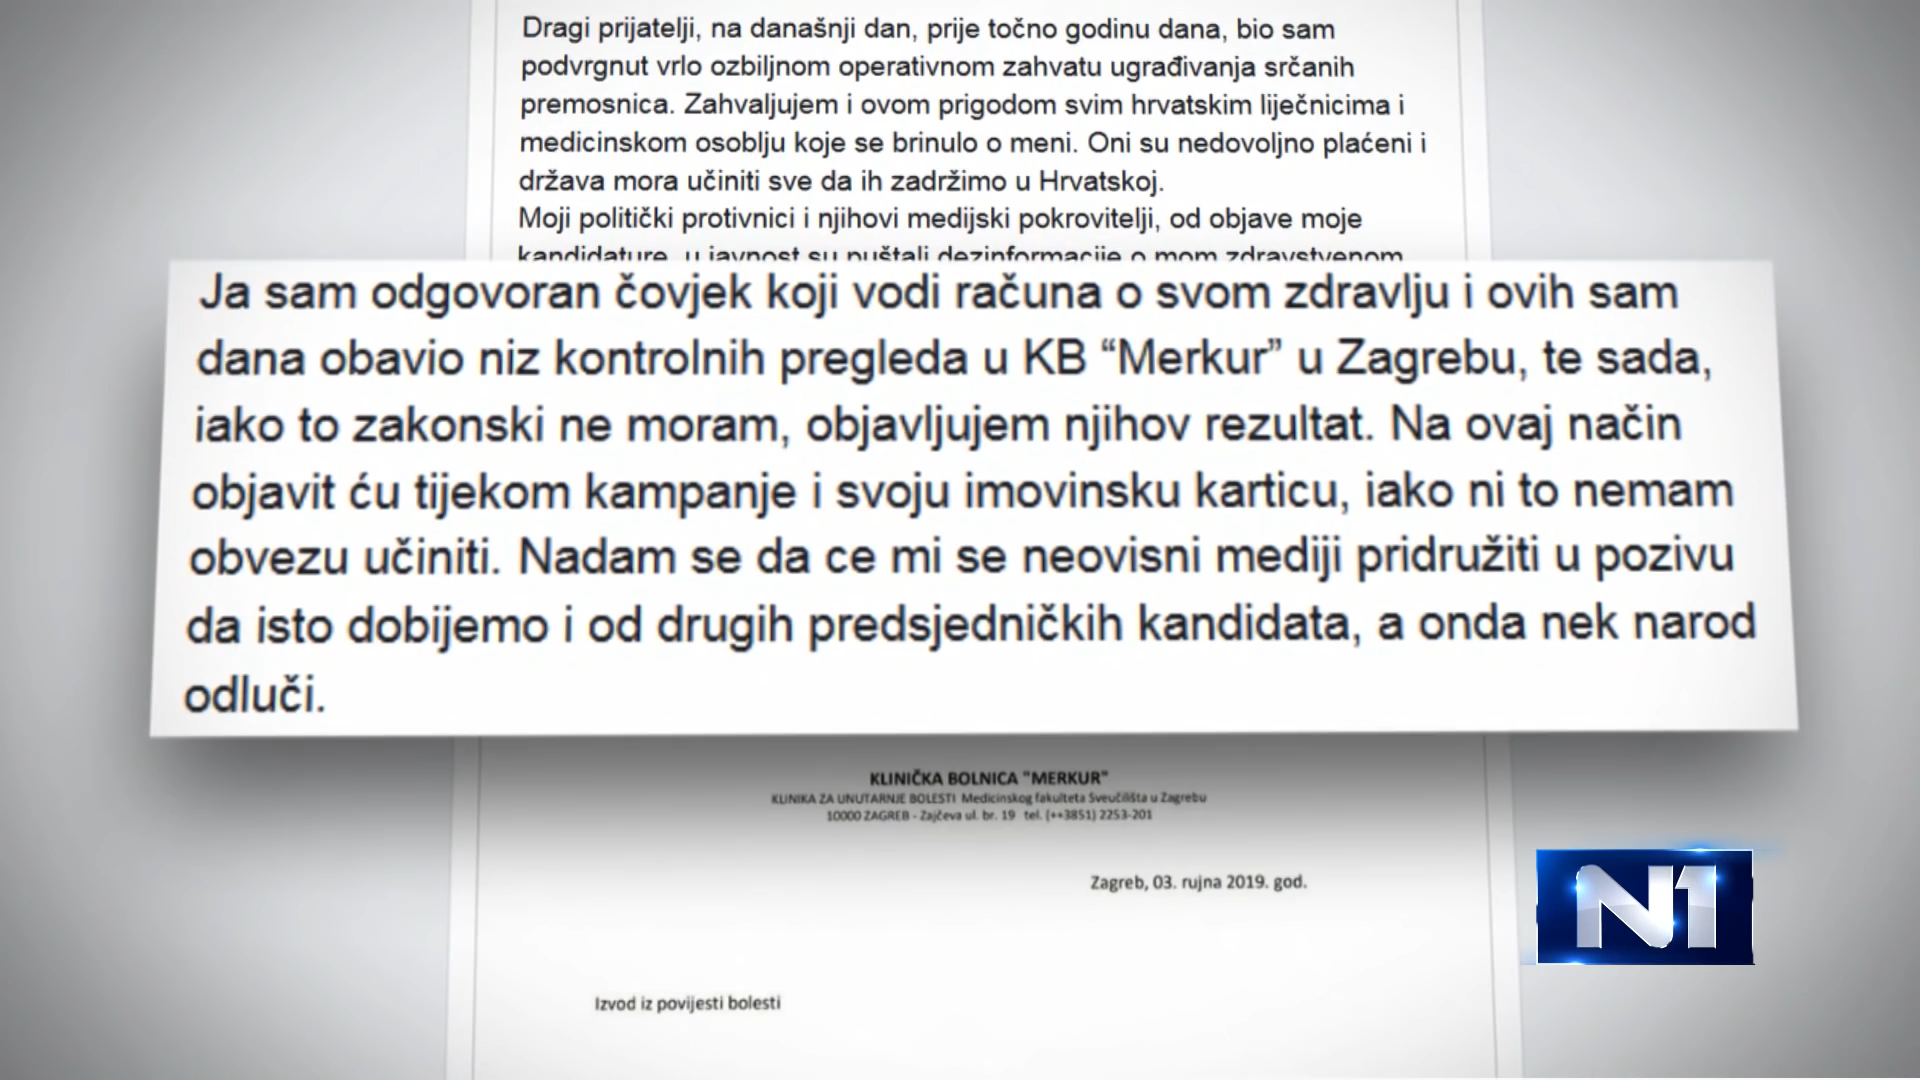 Dragi prijatelji, na današnji dan, prije točno godinu dana, bio sam
podvrgnut vrlo ozbiljnom operativnom zahvatu ugrađivanja srčanih
premosnica. Zahvaljujem i ovom prigodom svim hrvatskim liječnicima i
medicinskom osoblju koje se brinulo o meni. Oni su nedovoljno plaćeni i
država mora učiniti sve da ih zadržimo u Hrvatskoj.
Moji politički protivnici i njihovi medijski pokrovitelji, od objave moje
kandidature, u javnost su puštali dezinformacije o mom zdravstvenom
Ja sam odgovoran čovjek koji vodi računa o svom zdravlju i ovih sam
dana obavio niz kontrolnih pregleda u KB “Merkur” u Zagrebu, te sada,
iako to zakonski ne moram, objavljujem njihov rezultat. Na ovaj način
objavit ću tijekom kampanje i svoju imovinsku karticu, iako ni to nemam
obvezu učiniti. Nadam se da ce mi se neovisni mediji pridružiti u pozivu
da isto dobijemo i od drugih predsjedničkih kandidata, a onda nek narod
odluči.
KLINIČKA BOLNICA "MERKUR"
KLINIKA ZA UNUTARNJE BOLESTI Medicinskog fakulteta Sveučilišta u Zagrebu
10000 ZAGREB - Zajčeva ul. br. 19 tel. (++3851) 2253-201
Zagreb, 03. rujna 2019. god.
N1
Izvod iz povijesti bolesti